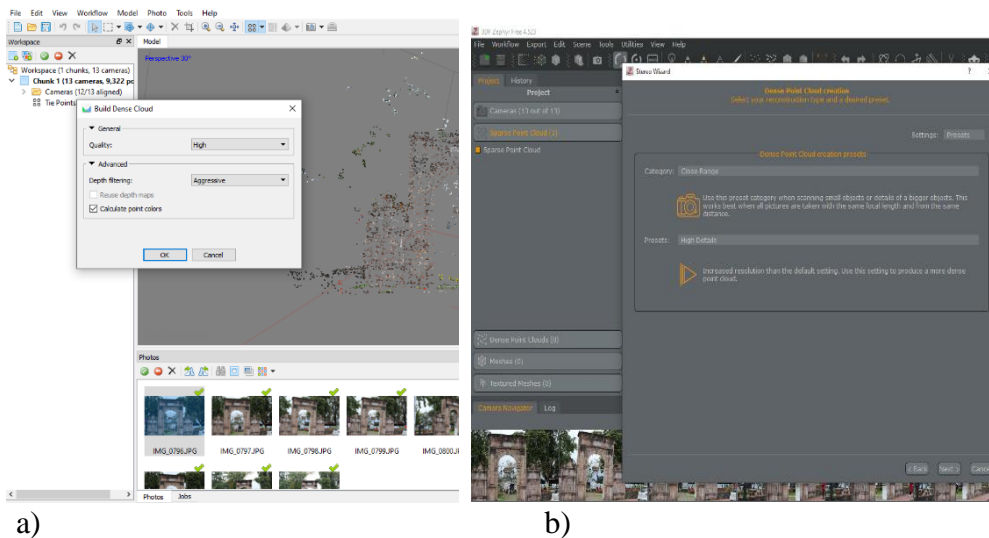 File Edit View Workflow Model Photo Tools Help
Workspace
Model
Perspective 30°
Workspace (1 chunks, 13 cameras)
Chunk 1 (13 cameras, 9,322 po
Cameras (12/13 aligned)
Tie Points
Build Dense Cloud
General
Quality: High
Advanced
Depth filtering: Aggressive
Reuse depth maps
Calculate point colors
OK Cancel
Photos
IMG_0796.JPG IMG_0797.JPG IMG_0798.JPG IMG_0799.JPG IMG_0800.J
Photos Jobs
a)
3DF Zephyr Free 4.523
File Workflow Export Edit Scene Tools Utilities View Help
Project History
Project
Cameras (13 out of 13)
Sparse Point Cloud (1)
Sparse Point Cloud
Dense Point Clouds (0)
Meshes (0)
Textured Meshes (0)
Camera Navigator Log
Stereo Wizard
?
Dense Point Cloud creation
Select your reconstruction type and a desired preset.
Settings: Presets
Dense Point Cloud creation presets
Category: Close Range
Use this preset category when scanning small objects or details of a bigger objects. This
works best when all pictures are taken with the same focal length and from the same
distance.
Presets: High Details
Increased resolution than the default setting. Use this setting to produce a more dense
point cloud.
< Back Next > Cance
b)